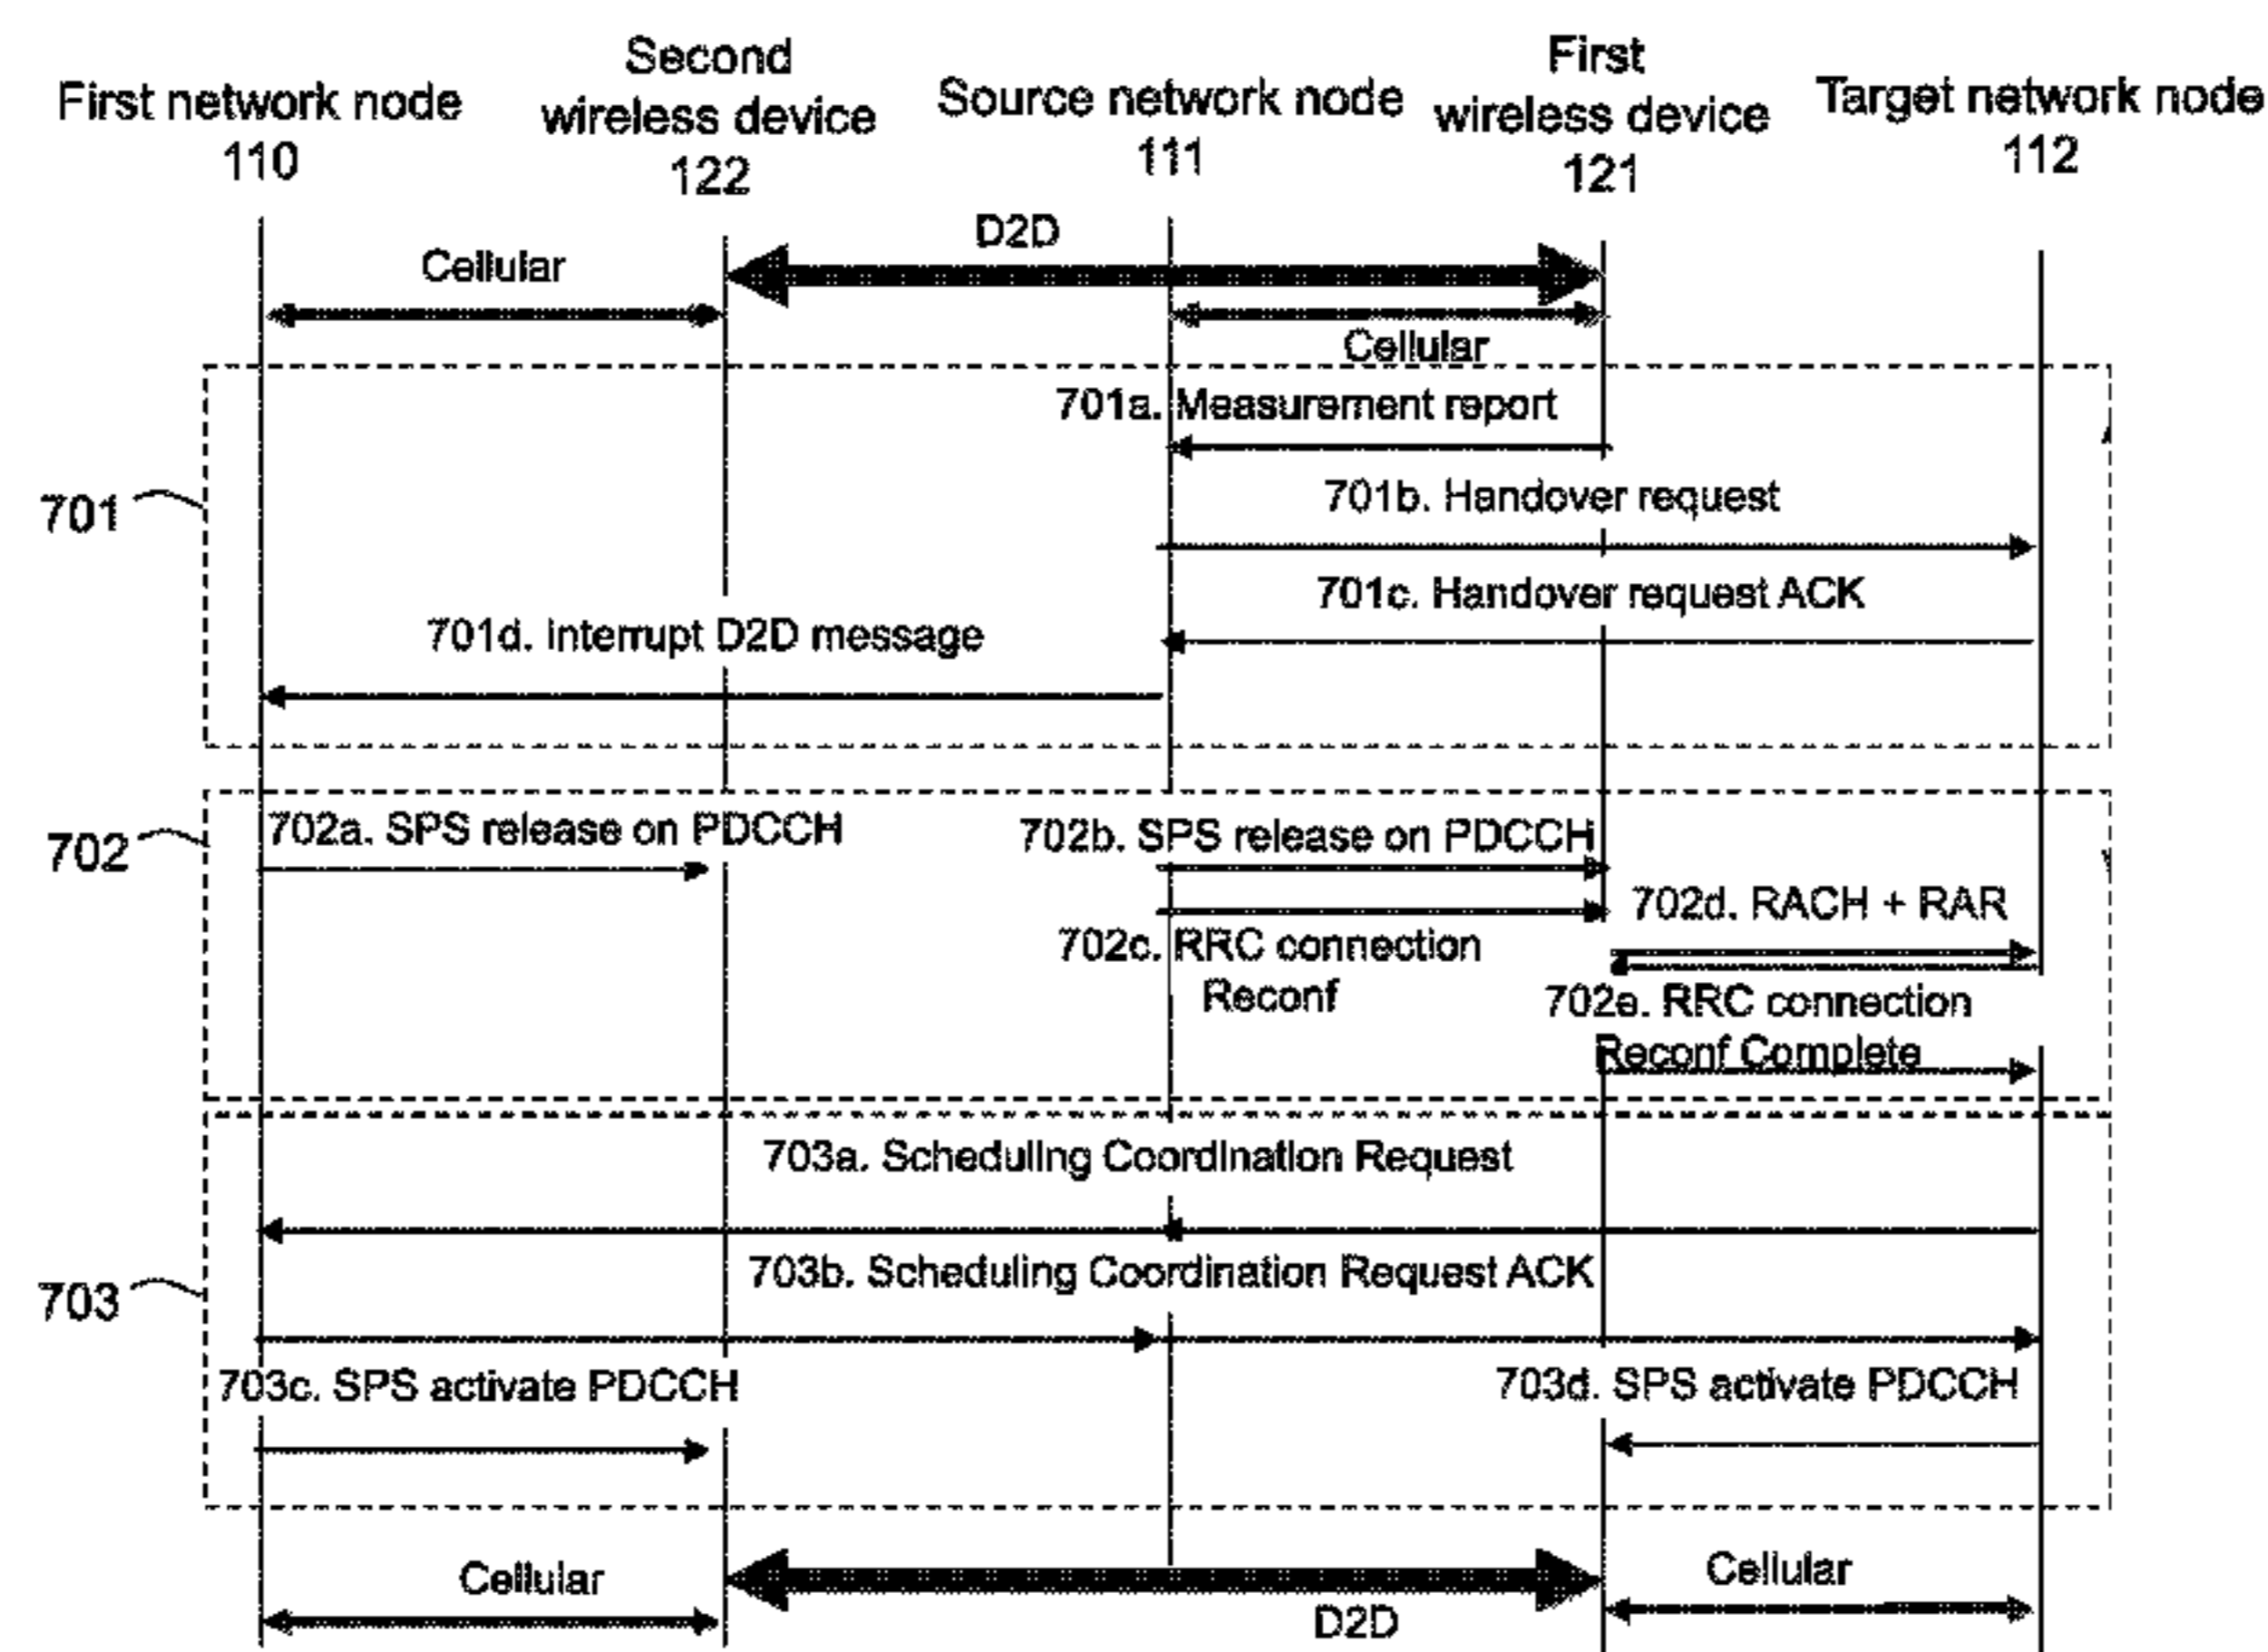 First network node
110
Second
wireless device
122
Source network node
111
First
wireless device
121
Target network node
112
D2D
Cellular
Cellular
701a. Measurement report
701b. Handover request
701
701c. Handover request ACK
701d. Interrupt D2D message
702a. SPS release on PDCCH
702b. SPS release on PDCCH
702
702d. RACH + RAR
702c. RRC connection
Reconf
702e. RRC connection
Reconf Complete
703a. Scheduling Coordination Request
703b. Scheduling Coordination Request ACK
703
703c. SPS activate PDCCH
703d. SPS activate PDCCH
Cellular
Cellular
D2D